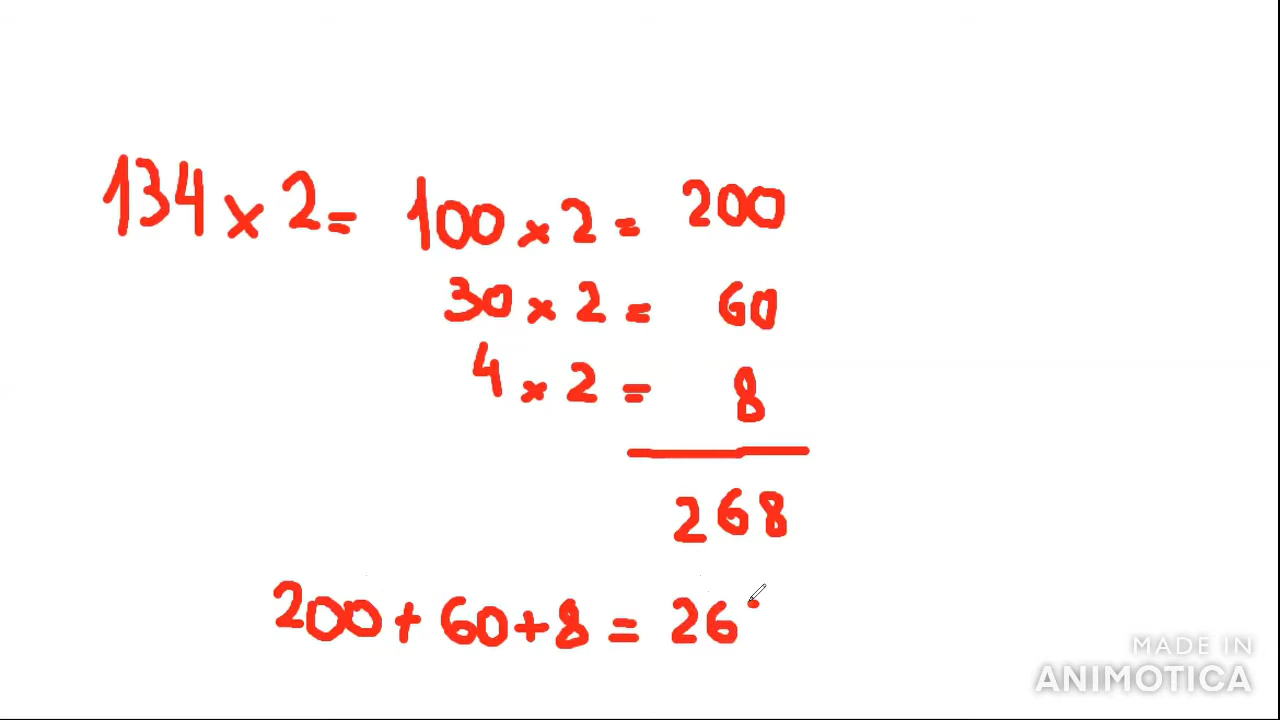 134 × 2 = 100 × 2 = 200
30 × 2 = 60
4 × 2 = 8
268
200 + 60 + 8 = 26
MADE IN
ANIMOTICA